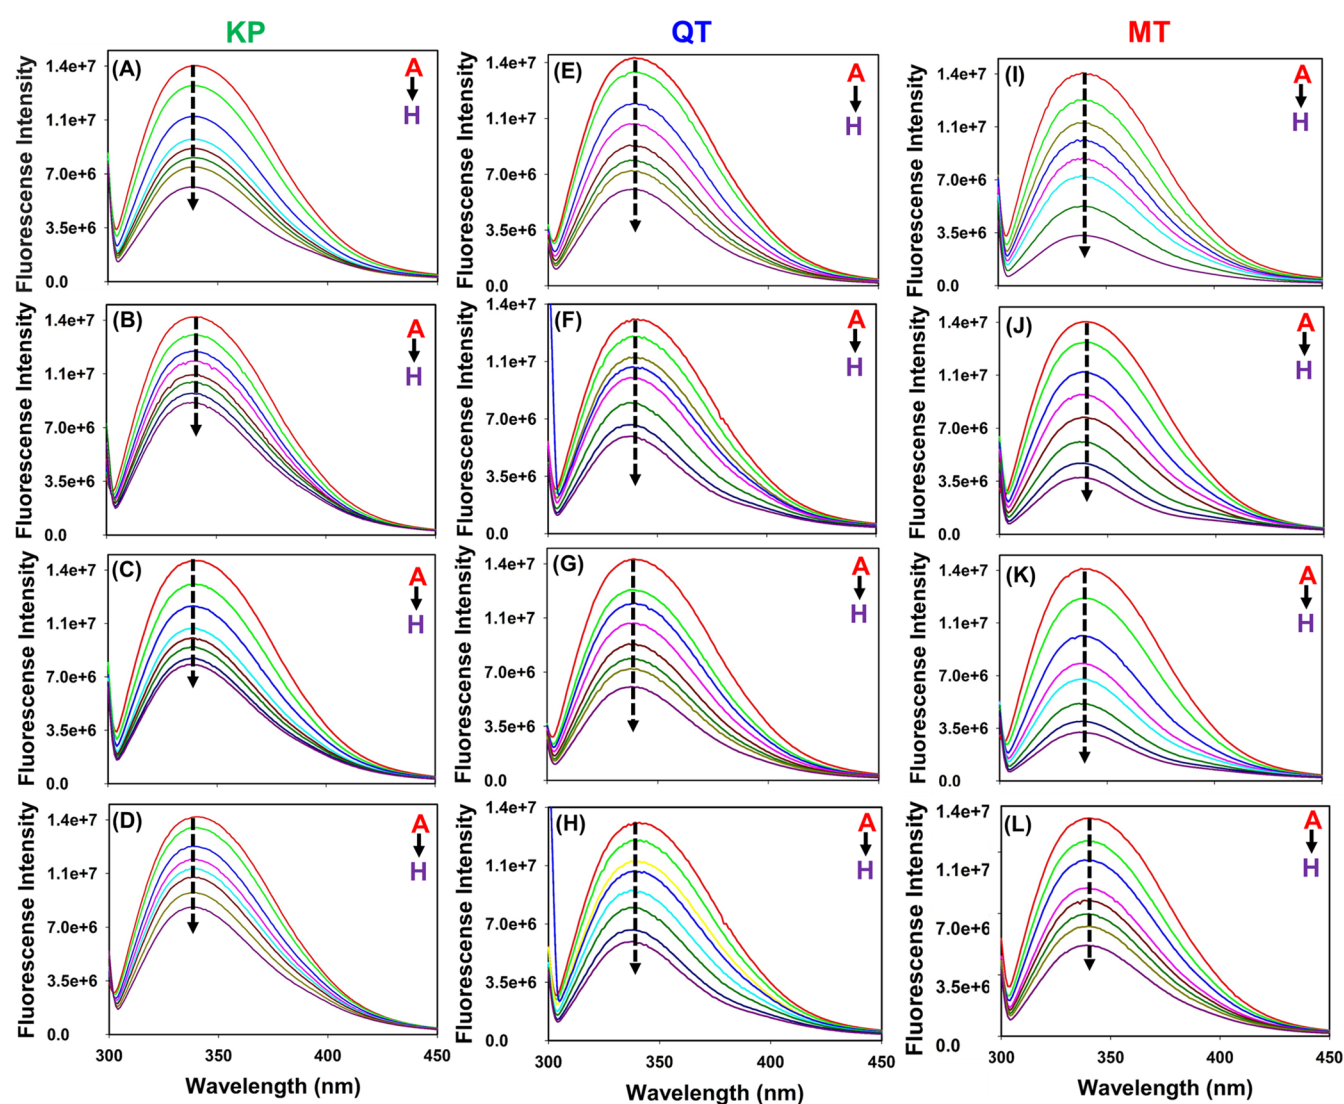 KP QT MT
(A) A H
Fluorescense Intensity
1.4e+7
1.1e+7
7.0e+6
3.5e+6
0.0
(E) A H
Fluorescense Intensity
1.4e+7
1.1e+7
7.0e+6
3.5e+6
0.0
(I) A H
Fluorescense Intensity
1.4e+7
1.1e+7
7.0e+6
3.5e+6
0.0
(B) A H
Fluorescense Intensity
1.4e+7
1.1e+7
7.0e+6
3.5e+6
0.0
(F) A H
Fluorescense Intensity
1.4e+7
1.1e+7
7.0e+6
3.5e+6
0.0
(J) A H
Fluorescense Intensity
1.4e+7
1.1e+7
7.0e+6
3.5e+6
0.0
(C) A H
Fluorescense Intensity
1.4e+7
1.1e+7
7.0e+6
3.5e+6
0.0
(G) A H
Fluorescense Intensity
1.4e+7
1.1e+7
7.0e+6
3.5e+6
0.0
(K) A H
Fluorescense Intensity
1.4e+7
1.1e+7
7.0e+6
3.5e+6
0.0
(D) A H
Fluorescense Intensity
1.4e+7
1.1e+7
7.0e+6
3.5e+6
0.0
300 350 400 450
Wavelength (nm)
(H) A H
Fluorescense Intensity
1.4e+7
1.1e+7
7.0e+6
3.5e+6
0.0
300 350 400 450
Wavelength (nm)
(L) A H
Fluorescense Intensity
1.4e+7
1.1e+7
7.0e+6
3.5e+6
0.0
300 350 400 450
Wavelength (nm)